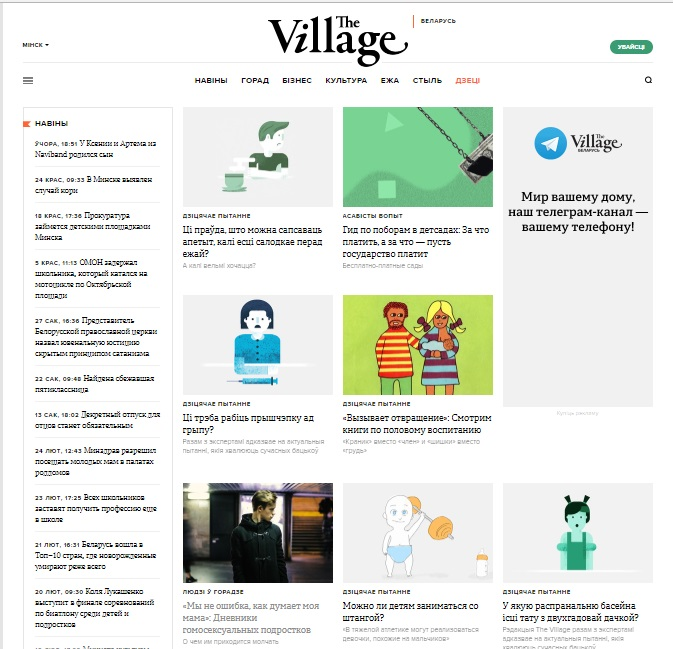 The
Village
БЕЛАРУСЬ
МІНСК
УВАЙСЦІ
НАВІНЫ ГОРАД БІЗНЕС КУЛЬТУРА ЕЖА СТЫЛЬ ДЗЕЦІ
НАВІНЫ
ЎЧОРА, 18:51 У Ксении и Артема из
Naviband родился сын
24 КРАС, 09:33 В Минске выявлен
случай кори
18 КРАС, 17:36 Прокуратура
займется детскими площадками
Минска
5 КРАС, 11:13 ОМОН задержал
школьника, который катался на
мотоцикле по Октябрьской
площади
27 САК, 16:36 Представитель
Белорусской православной церкви
назвал ювенальную юстицию
скрытым принципом сатанизма
22 САК, 09:48 Найдена сбежавшая
пятиклассница
13 САК, 18:02 Декретный отпуск для
отцов станет обязательным
24 ЛЮТ, 12:43 Минздрав разрешил
посещать молодых мам в палатах
роддомов
23 ЛЮТ, 17:25 Всех школьников
заставят получить профессию еще
в школе
21 ЛЮТ, 16:31 Беларусь вошла в
Топ-10 стран, где новорожденные
умирают реже всего
20 ЛЮТ, 09:30 Коля Лукашенко
выступит в финале соревнований
по биатлону среди детей и
подростков
ДЗІЦЯЧАЕ ПЫТАННЕ
Ці праўда, што можна сапсаваць
апетыт, калі есці салодкае перад
ежай?
А калі вельмі хочацца?
АСАБІСТЫ ВОПЫТ
Гид по поборам в детсадах: За что
платить, а за что — пусть
государство платит
Бесплатно-платные сады
The
Village
БЕЛАРУСЬ
Мир вашему дому,
наш телеграм-канал —
вашему телефону!
Купіць рекламу
ДЗІЦЯЧАЕ ПЫТАННЕ
Ці трэба рабіць прышчэпку ад
грыпу?
Разам з экспертамі адказвае на актуальныя
пытанні, якія хвалююць сучасных бацькоў
ДЗІЦЯЧАЕ ПЫТАННЕ
«Вызывает отвращение»: Смотрим
книги по половому воспитанию
«Краник» вместо «член» и «шишки» вместо
«грудь»
ЛЮДЗІ Ў ГОРАДЗЕ
«Мы не ошибка, как думает моя
мама»: Дневники
гомосексуальных подростков
О чем им приходится молчать
ДЗІЦЯЧАЕ ПЫТАННЕ
Можно ли детям заниматься со
штангой?
«В тяжелой атлетике могут реализоваться
девочки, похожие на мальчиков»
ДЗІЦЯЧАЕ ПЫТАННЕ
У якую распранальню басейна
ісці тату з двухгадовай дачкой?
Рэдакцыя The Village разам з экспертамі
адказвае на актуальныя пытанні, якія